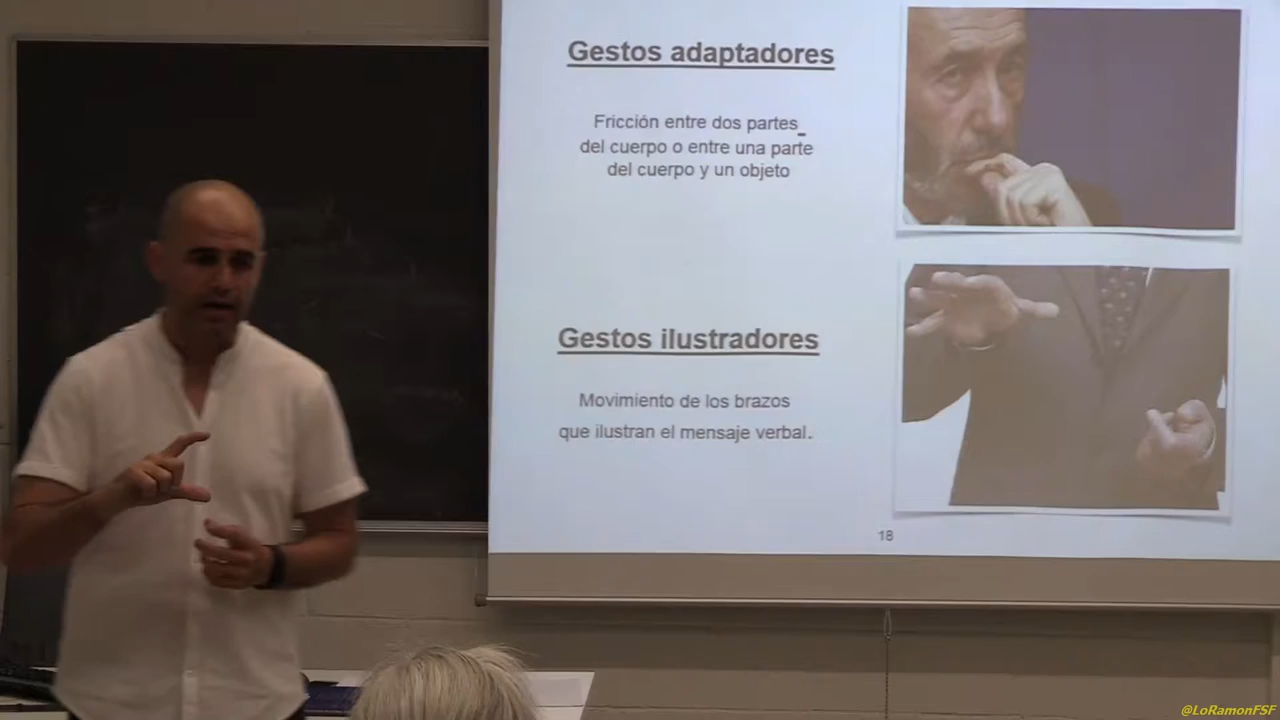 Gestos adaptadores
Fricción entre dos partes
del cuerpo o entre una parte
del cuerpo y un objeto
Gestos ilustradores
Movimiento de los brazos
que ilustran el mensaje verbal.
18
@LoRamonFSF